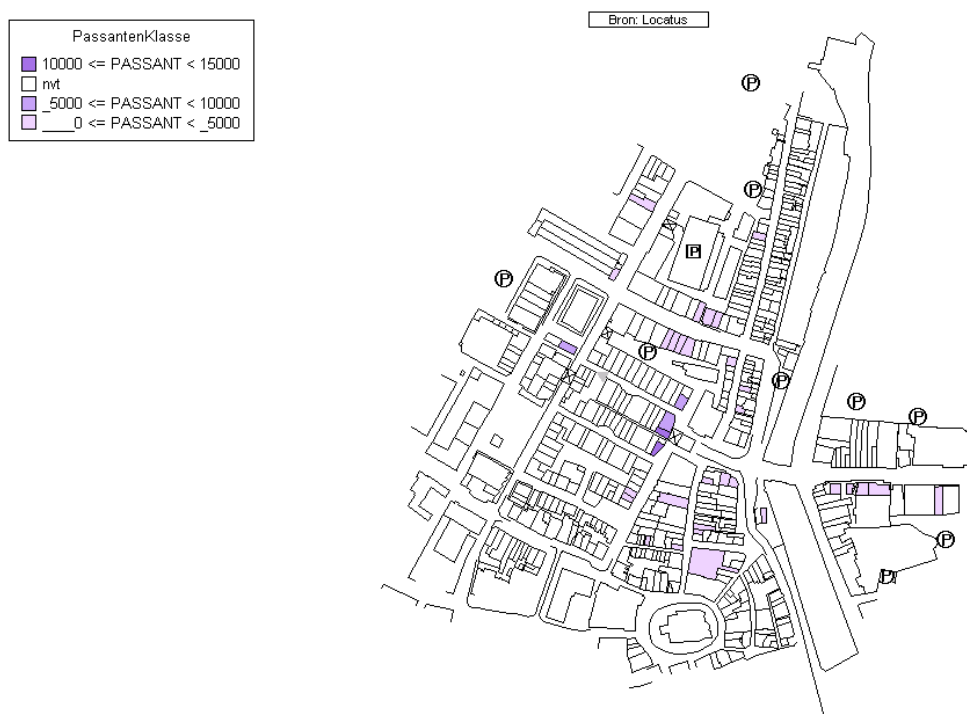 Bron: Locatus
PassantenKlasse
10000 <= PASSANT < 15000
nvt
_5000 <= PASSANT < 10000
____0 <= PASSANT < _5000
P
P
P
P
P
P
P
P
P
P